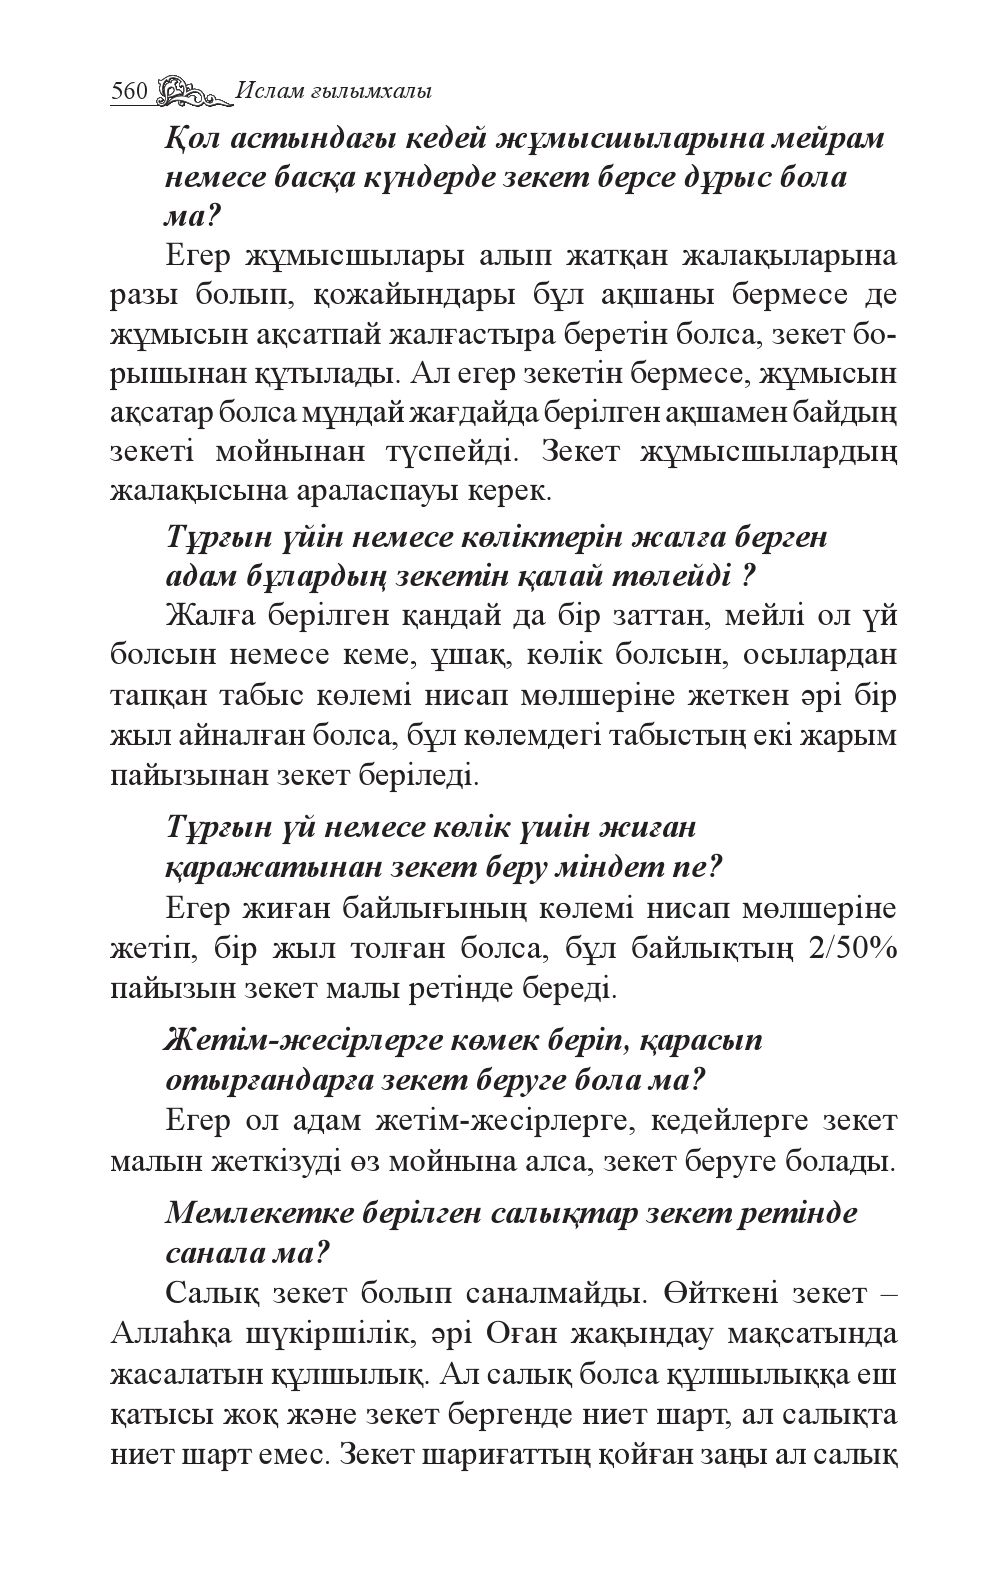 560 Ислам ғылымхалы
Қол астындағы кедей жұмысшыларына мейрам
немесе басқа күндерде зекет берсе дұрыс бола
ма?
Егер жұмысшылары алып жатқан жалақыларына
разы болып, қожайындары бұл ақшаны бермесе де
жұмысын ақсатпай жалғастыра беретін болса, зекет бо-
рышынан құтылады. Ал егер зекетін бермесе, жұмысын
ақсатар болса мұндай жағдайда берілген ақшамен байдың
зекеті мойнынан түспейді. Зекет жұмысшылардың
жалақысына араласпауы керек.
Тұрғын үйін немесе көліктерін жалға берген
адам бұлардың зекетін қалай төлейді ?
Жалға берілген қандай да бір заттан, мейлі ол үй
болсын немесе кеме, ұшақ, көлік болсын, осылардан
тапқан табыс көлемі нисап мөлшеріне жеткен әрі бір
жыл айналған болса, бұл көлемдегі табыстың екі жарым
пайызынан зекет беріледі.
Тұрғын үй немесе көлік үшін жиған
қаражатынан зекет беру міндет пе?
Егер жиған байлығының көлемі нисап мөлшеріне
жетіп, бір жыл толған болса, бұл байлықтың 2/50%
пайызын зекет малы ретінде береді.
Жетім-жесірлерге көмек беріп, қарасып
отырғандарға зекет беруге бола ма?
Егер ол адам жетім-жесірлерге, кедейлерге зекет
малын жеткізуді өз мойнына алса, зекет беруге болады.
Мемлекетке берілген салықтар зекет ретінде
санала ма?
Салық зекет болып саналмайды. Өйткені зекет –
Аллаһқа шүкіршілік, әрі Оған жақындау мақсатында
жасалатын құлшылық. Ал салық болса құлшылыққа еш
қатысы жоқ және зекет бергенде ниет шарт, ал салықта
ниет шарт емес. Зекет шариғаттың қойған заңы ал салық